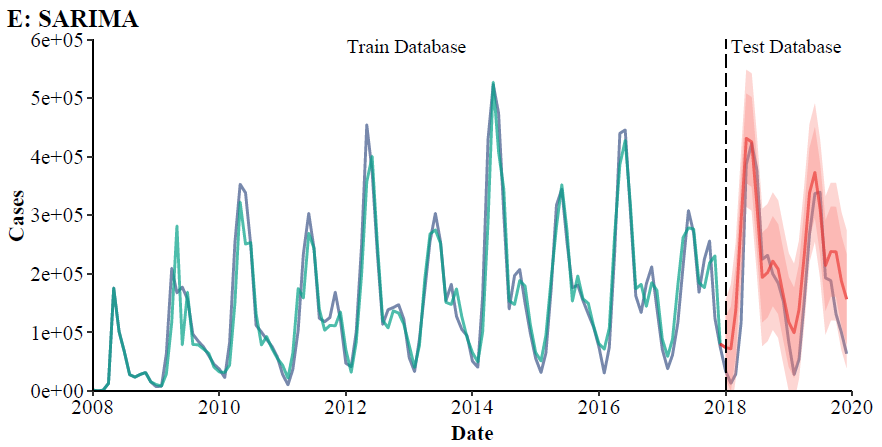 E: SARIMA
6e+05
Train Database
Test Database
5e+05
4e+05
3e+05
2e+05
1e+05
0e+00
Cases
2008
2010
2012
2014
2016
2018
2020
Date